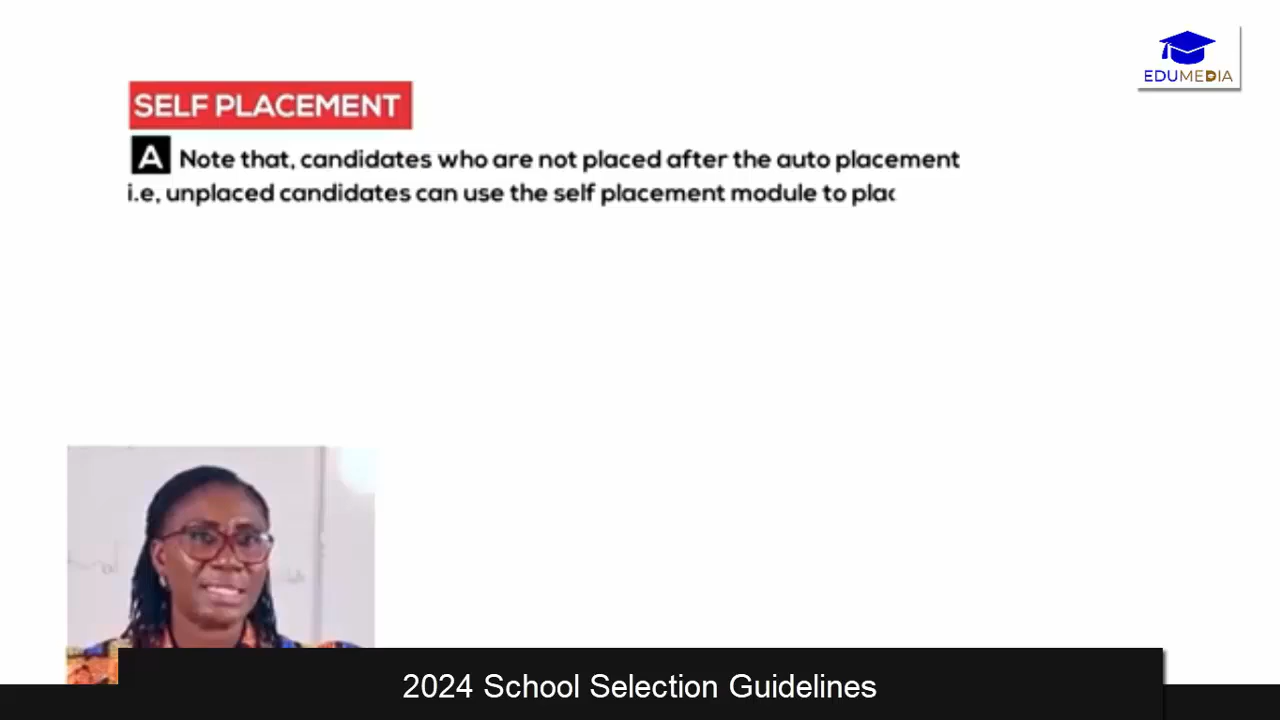 EDUMEDIA
SELF PLACEMENT
A Note that, candidates who are not placed after the auto placement
i.e, unplaced candidates can use the self placement module to plac
2024 School Selection Guidelines